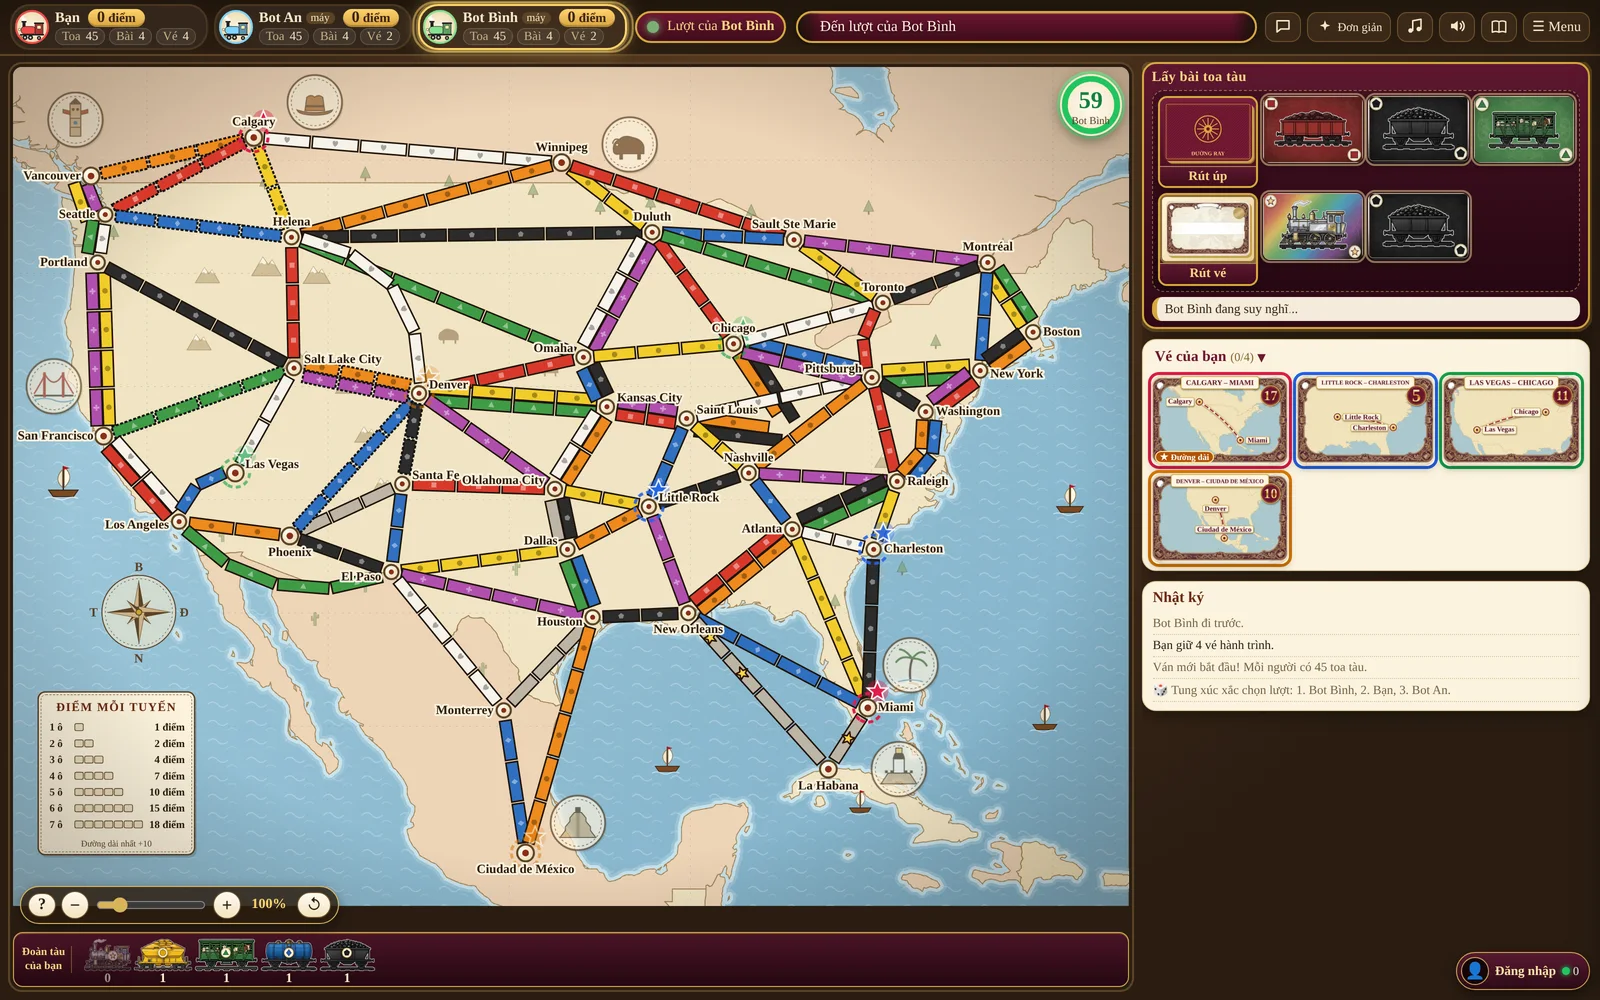 Bạn 0 điểm
Toa 45 Bài 4 Vé 4
Bot An máy 0 điểm
Toa 45 Bài 4 Vé 2
Bot Bình máy 0 điểm
Toa 45 Bài 4 Vé 2
Lượt của Bot Bình
Đến lượt của Bot Bình
Đơn giản
☰ Menu
59
Bot Bình
Calgary
Winnipeg
Vancouver
Seattle
Helena
Duluth
Sault Ste Marie
Montréal
Portland
Toronto
Boston
Chicago
Omaha
Salt Lake City
Pittsburgh
New York
Denver
Kansas City
Saint Louis
Washington
San Francisco
Las Vegas
Nashville
Santa Fe
Oklahoma City
Raleigh
Little Rock
Los Angeles
Phoenix
Dallas
Atlanta
Charleston
El Paso
Houston
New Orleans
Monterrey
Miami
La Habana
Ciudad de México
B
T
Đ
N
ĐIỂM MỖI TUYẾN
1 ô 1 điểm
2 ô 2 điểm
3 ô 4 điểm
4 ô 7 điểm
5 ô 10 điểm
6 ô 15 điểm
7 ô 18 điểm
Đường dài nhất +10
? − + 100%
Đoàn tàu
của bạn
0 1 1 1 1
Lấy bài toa tàu
ĐƯỜNG RAY
Rút úp
Rút vé
Bot Bình đang suy nghĩ...
Vé của bạn (0/4) ▼
CALGARY – MIAMI
17
Calgary
Miami
★ Đường dài
LITTLE ROCK – CHARLESTON
5
Little Rock
Charleston
LAS VEGAS – CHICAGO
11
Chicago
Las Vegas
DENVER – CIUDAD DE MÉXICO
10
Denver
Ciudad de México
Nhật ký
Bot Bình đi trước.
Bạn giữ 4 vé hành trình.
Ván mới bắt đầu! Mỗi người có 45 toa tàu.
🎲 Tung xúc xắc chọn lượt: 1. Bot Bình, 2. Bạn, 3. Bot An.
Đăng nhập 0